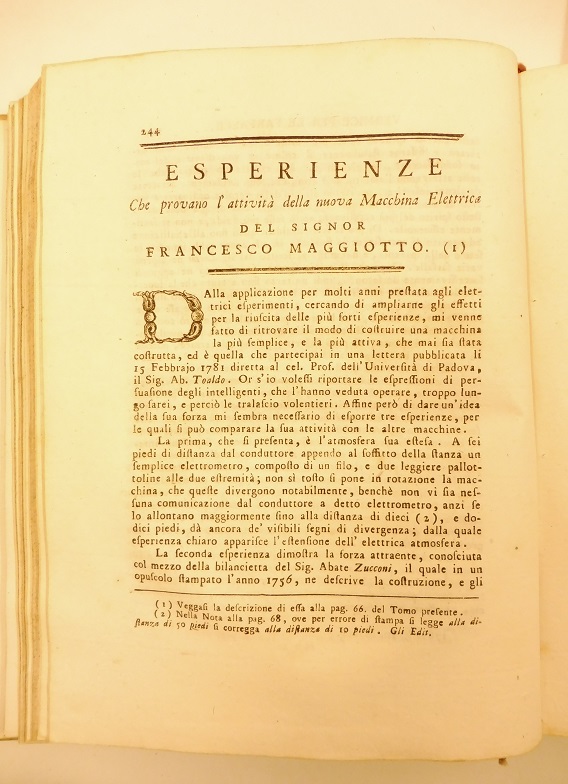 244
ESPERIENZE
Che provano l'attività della nuova Macchina Elettrica
DEL SIGNOR
FRANCESCO MAGGIOTTO. (1)
DAlla applicazione per molti anni preſtata agli elet-
trici eſperimenti, cercando di ampliarne gli effetti
per la riuſcita delle più forti eſperienze, mi venne
fatto di ritrovare il modo di coſtruire una macchina
la più ſemplice, e la più attiva, che mai ſia ſtata
coſtrutta, ed è quella che partecipai in una lettera pubblicata li
15 Febbrajo 1781 diretta al cel. Prof. dell'Univerſità di Padova,
il Sig. Ab. Toaldo. Or s'io voleſſi riportare le eſpreſſioni di per-
ſuaſione degli intelligenti, che l'hanno veduta operare, troppo lun-
go ſarei, e perciò le tralaſcio volentieri. Affine però di dare un'idea
della ſua forza mi ſembra neceſſario di eſporre tre eſperienze, per
le quali ſi può comparare la ſua attività con le altre macchine.
La prima, che ſi preſenta, è l'atmosfera ſua eſteſa. A ſei
piedi di diſtanza dal conduttore appendo al ſoffitto della ſtanza un
ſemplice elettrometro, compoſto di un filo, e due leggiere pallot-
toline alle due eſtremità; non sì toſto ſi pone in rotazione la mac-
china, che queſte divergono notabilmente, benchè non vi ſia neſ-
ſuna comunicazione dal conduttore a detto elettrometro, anzi ſe
lo allontano maggiormente ſino alla diſtanza di dieci (2), e do-
dici piedi, dà ancora de' viſibili ſegni di divergenza; dalla quale
eſperienza chiaro appariſce l'eſtenſione dell' elettrica atmosfera.
La ſeconda eſperienza dimoſtra la forza attraente, conoſciuta
col mezzo della bilancietta del Sig. Abate Zucconi, il quale in un
opuſcolo ſtampato l'anno 1756, ne deſcrive la coſtruzione, e gli
(1) Veggaſi la deſcrizione di eſſa alla pag. 66. del Tomo preſente.
(2) Nella Nota alla pag. 68, ove per errore di ſtampa ſi legge alla di-
ſtanza di 50 piedi ſi corregga alla diſtanza di 10 piedi. Gli Edit.